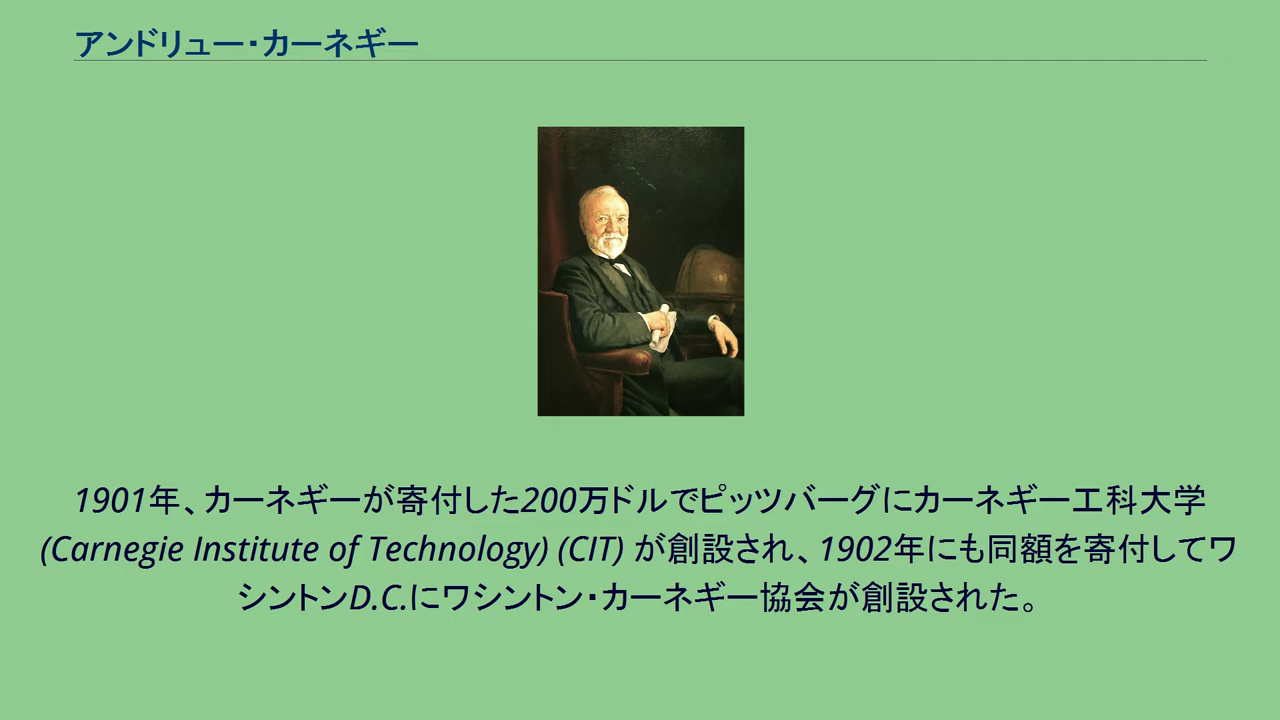 アンドリュー・カーネギー
1901年、カーネギーが寄付した200万ドルでピッツバーグにカーネギー工科大学
(Carnegie Institute of Technology) (CIT) が創設され、1902年にも同額を寄付してワ
シントンD.C.にワシントン・カーネギー協会が創設された。